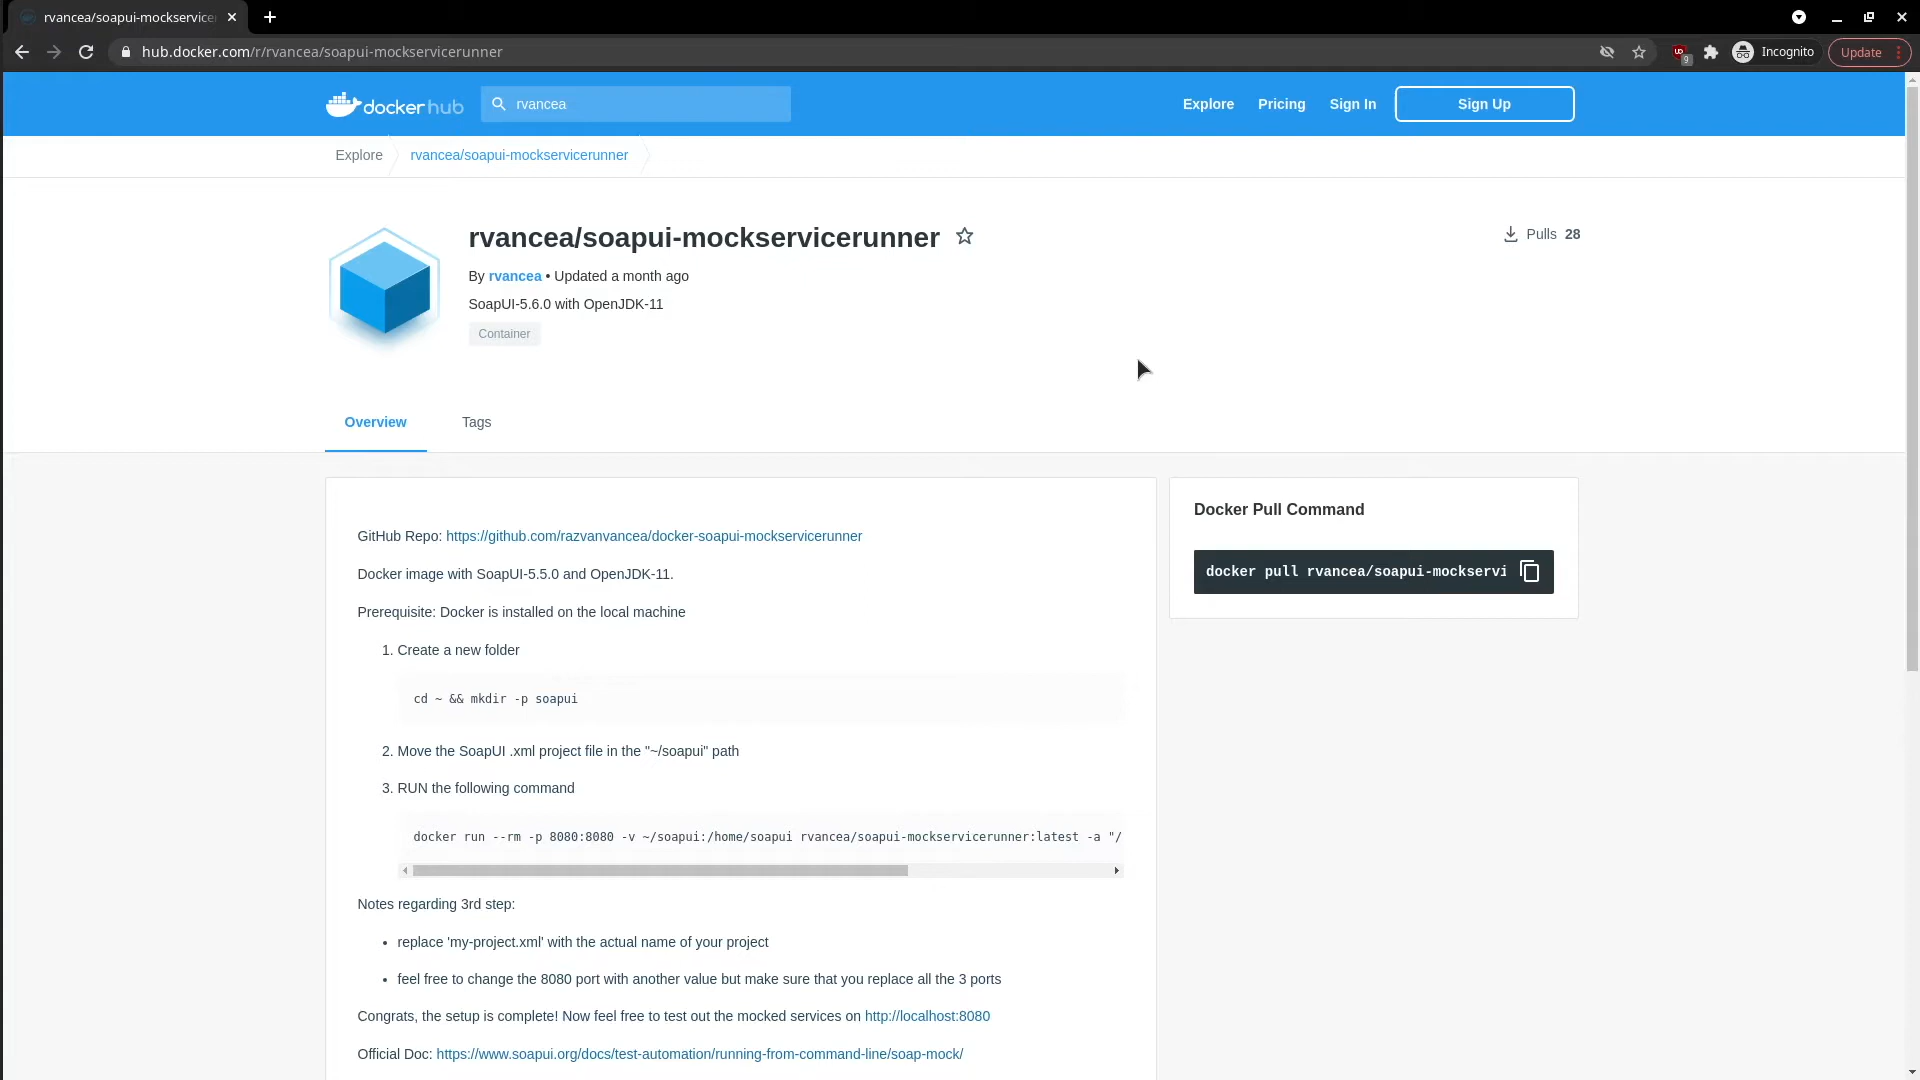 rvancea/soapui-mockservice
hub.docker.com/r/rvancea/soapui-mockservicerunner
9
Incognito
Update
docker hub
rvancea
Explore
Pricing
Sign In
Sign Up
Explore
rvancea/soapui-mockservicerunner
rvancea/soapui-mockservicerunner
Pulls 28
By rvancea • Updated a month ago
SoapUI-5.6.0 with OpenJDK-11
Container
Overview
Tags
GitHub Repo: https://github.com/razvanvancea/docker-soapui-mockservicerunner
Docker image with SoapUI-5.5.0 and OpenJDK-11.
Prerequisite: Docker is installed on the local machine
1. Create a new folder
cd ~ && mkdir -p soapui
2. Move the SoapUI .xml project file in the "~/soapui" path
3. RUN the following command
docker run --rm -p 8080:8080 -v ~/soapui:/home/soapui rvancea/soapui-mockservicerunner:latest -a "/
Notes regarding 3rd step:
• replace 'my-project.xml' with the actual name of your project
• feel free to change the 8080 port with another value but make sure that you replace all the 3 ports
Congrats, the setup is complete! Now feel free to test out the mocked services on http://localhost:8080
Official Doc: https://www.soapui.org/docs/test-automation/running-from-command-line/soap-mock/
Docker Pull Command
docker pull rvancea/soapui-mockservi